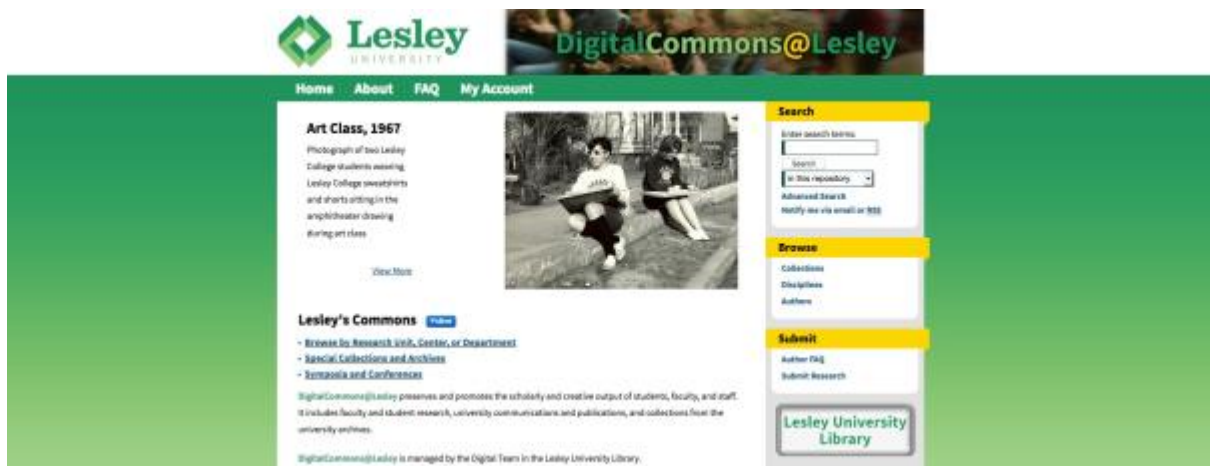 Lesley
UNIVERSITY
DigitalCommons@Lesley
Home About FAQ My Account
Art Class, 1967
Photograph of two Lesley
College students wearing
Lesley College sweatshirts
and shorts sitting in the
amphitheater drawing
during art class
View More
Lesley's Commons Follow
- Browse by Research Unit, Center, or Department
- Special Collections and Archives
- Symposia and Conferences
DigitalCommons@Lesley preserves and promotes the scholarly and creative output of students, faculty, and staff.
It includes faculty and student research, university communications and publications, and collections from the
university archives.
DigitalCommons@Lesley is managed by the Digital Team in the Lesley University Library.
Search
Enter search terms:
Search
in this repository
Advanced Search
Notify me via email or RSS
Browse
Collections
Disciplines
Authors
Submit
Author FAQ
Submit Research
Lesley University
Library